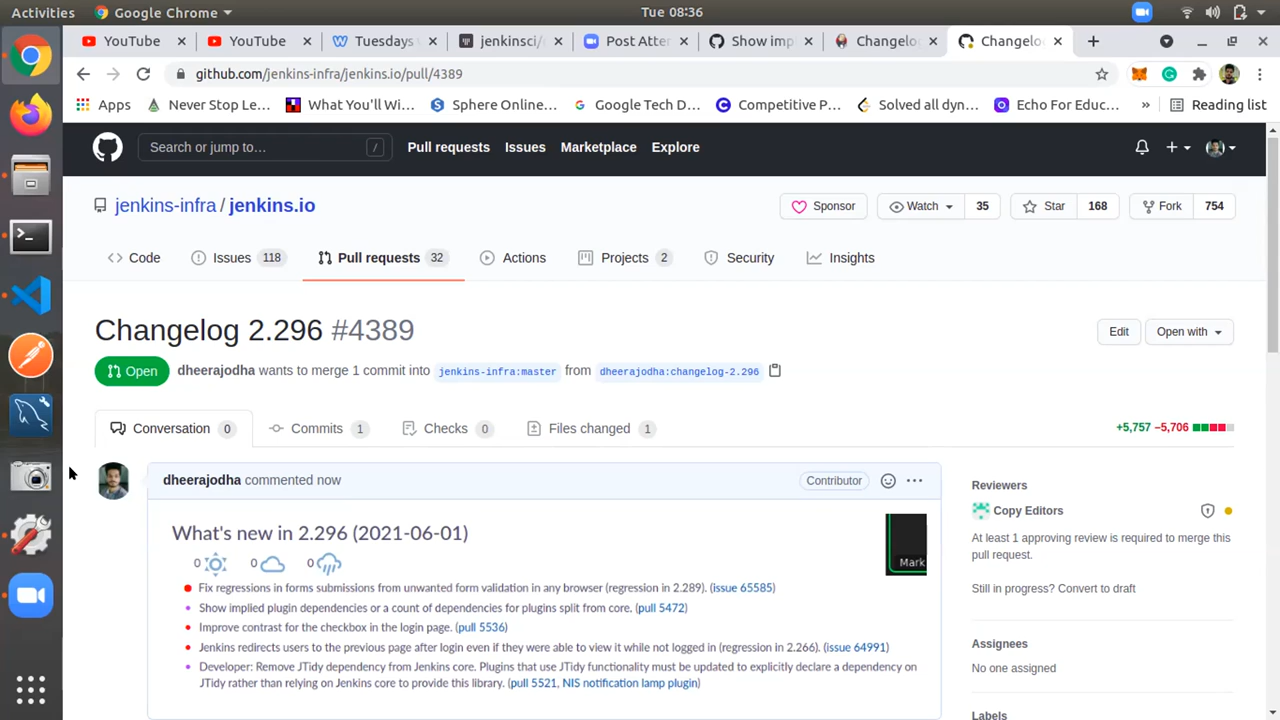 Activities Google Chrome Tue 08:36
YouTube YouTube Tuesdays jenkinsci/ Post Atte Show imp Changelo Changelo
github.com/jenkins-infra/jenkins.io/pull/4389
Apps Never Stop Le... What You'll Wi... Sphere Online... Google Tech D... Competitive P... Solved all dyn... Echo For Educ... » Reading list
Search or jump to… / Pull requests Issues Marketplace Explore
jenkins-infra / jenkins.io Sponsor Watch 35 Star 168 Fork 754
Code Issues 118 Pull requests 32 Actions Projects 2 Security Insights
Changelog 2.296 #4389 Edit Open with
Open dheerajodha wants to merge 1 commit into jenkins-infra:master from dheerajodha:changelog-2.296
Conversation 0 Commits 1 Checks 0 Files changed 1 +5,757 −5,706
dheerajodha commented now Contributor
What's new in 2.296 (2021-06-01)
0 0 0
Mark
Fix regressions in forms submissions from unwanted form validation in any browser (regression in 2.289). (issue 65585)
Show implied plugin dependencies or a count of dependencies for plugins split from core. (pull 5472)
Improve contrast for the checkbox in the login page. (pull 5536)
Jenkins redirects users to the previous page after login even if they were able to view it while not logged in (regression in 2.266). (issue 64991)
Developer: Remove JTidy dependency from Jenkins core. Plugins that use JTidy functionality must be updated to explicitly declare a dependency on
JTidy rather than relying on Jenkins core to provide this library. (pull 5521, NIS notification lamp plugin)
Reviewers
Copy Editors
At least 1 approving review is required to merge this
pull request.
Still in progress? Convert to draft
Assignees
No one assigned
Labels